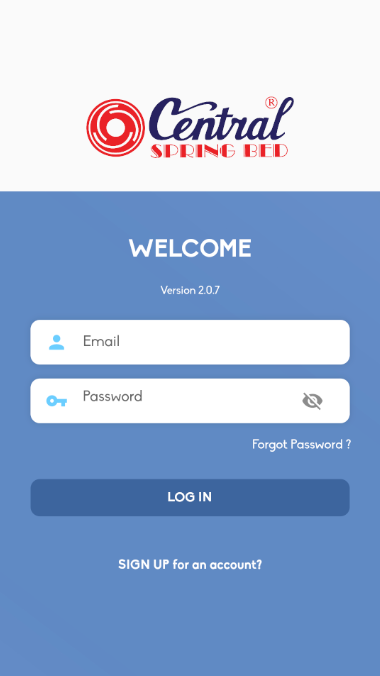 Central ®
SPRING BED
WELCOME
Version 2.0.7
Email
Password
Forgot Password ?
LOG IN
SIGN UP for an account?